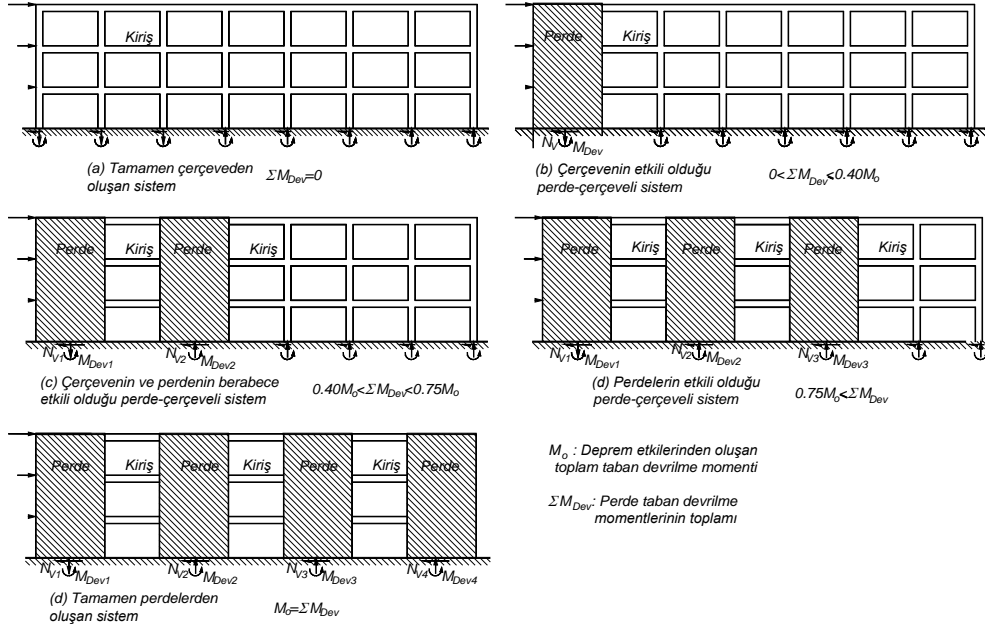 Kiriş
(a) Tamamen çerçeveden
oluşan sistem
ΣM_Dev=0
Perde
Kiriş
N_V
M_Dev
(b) Çerçevenin etkili olduğu
perde-çerçeveli sistem
0<ΣM_Dev<0.40M_o
Perde Kiriş Perde Kiriş
N_V1 M_Dev1 N_V2 M_Dev2
(c) Çerçevenin ve perdenin berabece
etkili olduğu perde-çerçeveli sistem
0.40M_o<ΣM_Dev<0.75M_o
Perde Kiriş Perde Kiriş Perde Kiriş
N_V1 M_Dev1 N_V2 M_Dev2 N_V3 M_Dev3
(d) Perdelerin etkili olduğu
perde-çerçeveli sistem
0.75M_o<ΣM_Dev
Perde Kiriş Perde Kiriş Perde Kiriş Perde
N_V1 M_Dev1 N_V2 M_Dev2 N_V3 M_Dev3 N_V4 M_Dev4
(d) Tamamen perdelerden
oluşan sistem
M_o=ΣM_Dev
M_o : Deprem etkilerinden oluşan
toplam taban devrilme momenti
ΣM_Dev: Perde taban devrilme
momentlerinin toplamı